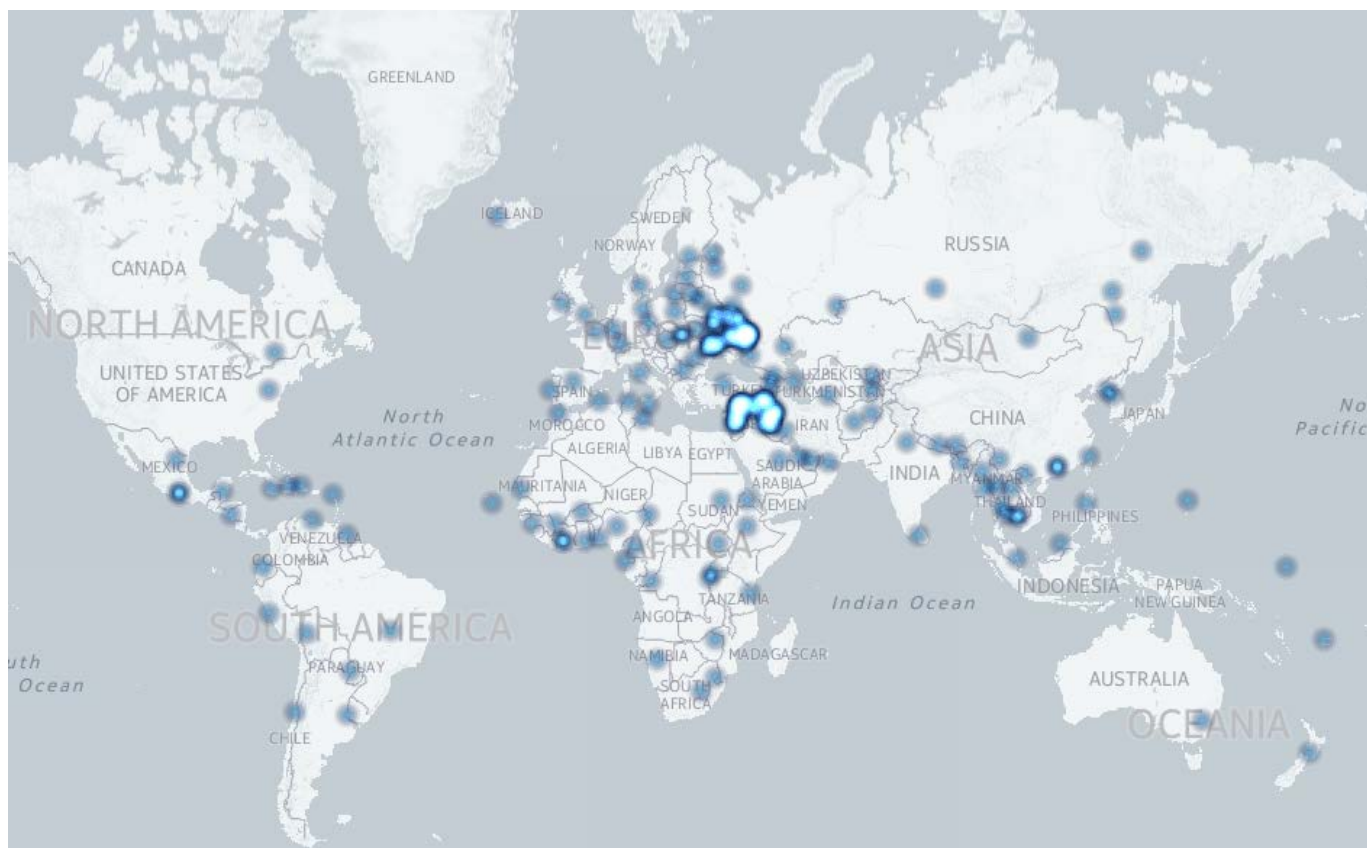 GREENLAND
ICELAND
SWEDEN
NORWAY
RUSSIA
CANADA
NORTH AMERICA
ASIA
UNITED STATES
OF AMERICA
SPAIN
UZBEKISTAN
TURKMENISTAN
North
Atlantic Ocean
MOROCCO
IRAN
CHINA
JAPAN
No
Pacific
ALGERIA
LIBYA
EGYPT
MEXICO
SAUDI
ARABIA
INDIA
MYANMAR
MAURITANIA
NIGER
SUDAN
YEMEN
THAILAND
PHILIPPINES
VENEZUELA
COLOMBIA
AFRICA
INDONESIA
PAPUA
NEW GUINEA
TANZANIA
Indian Ocean
ANGOLA
SOUTH AMERICA
NAMIBIA
MADAGASCAR
PARAGUAY
uth
Ocean
SOUTH
AFRICA
AUSTRALIA
OCEANIA
CHILE